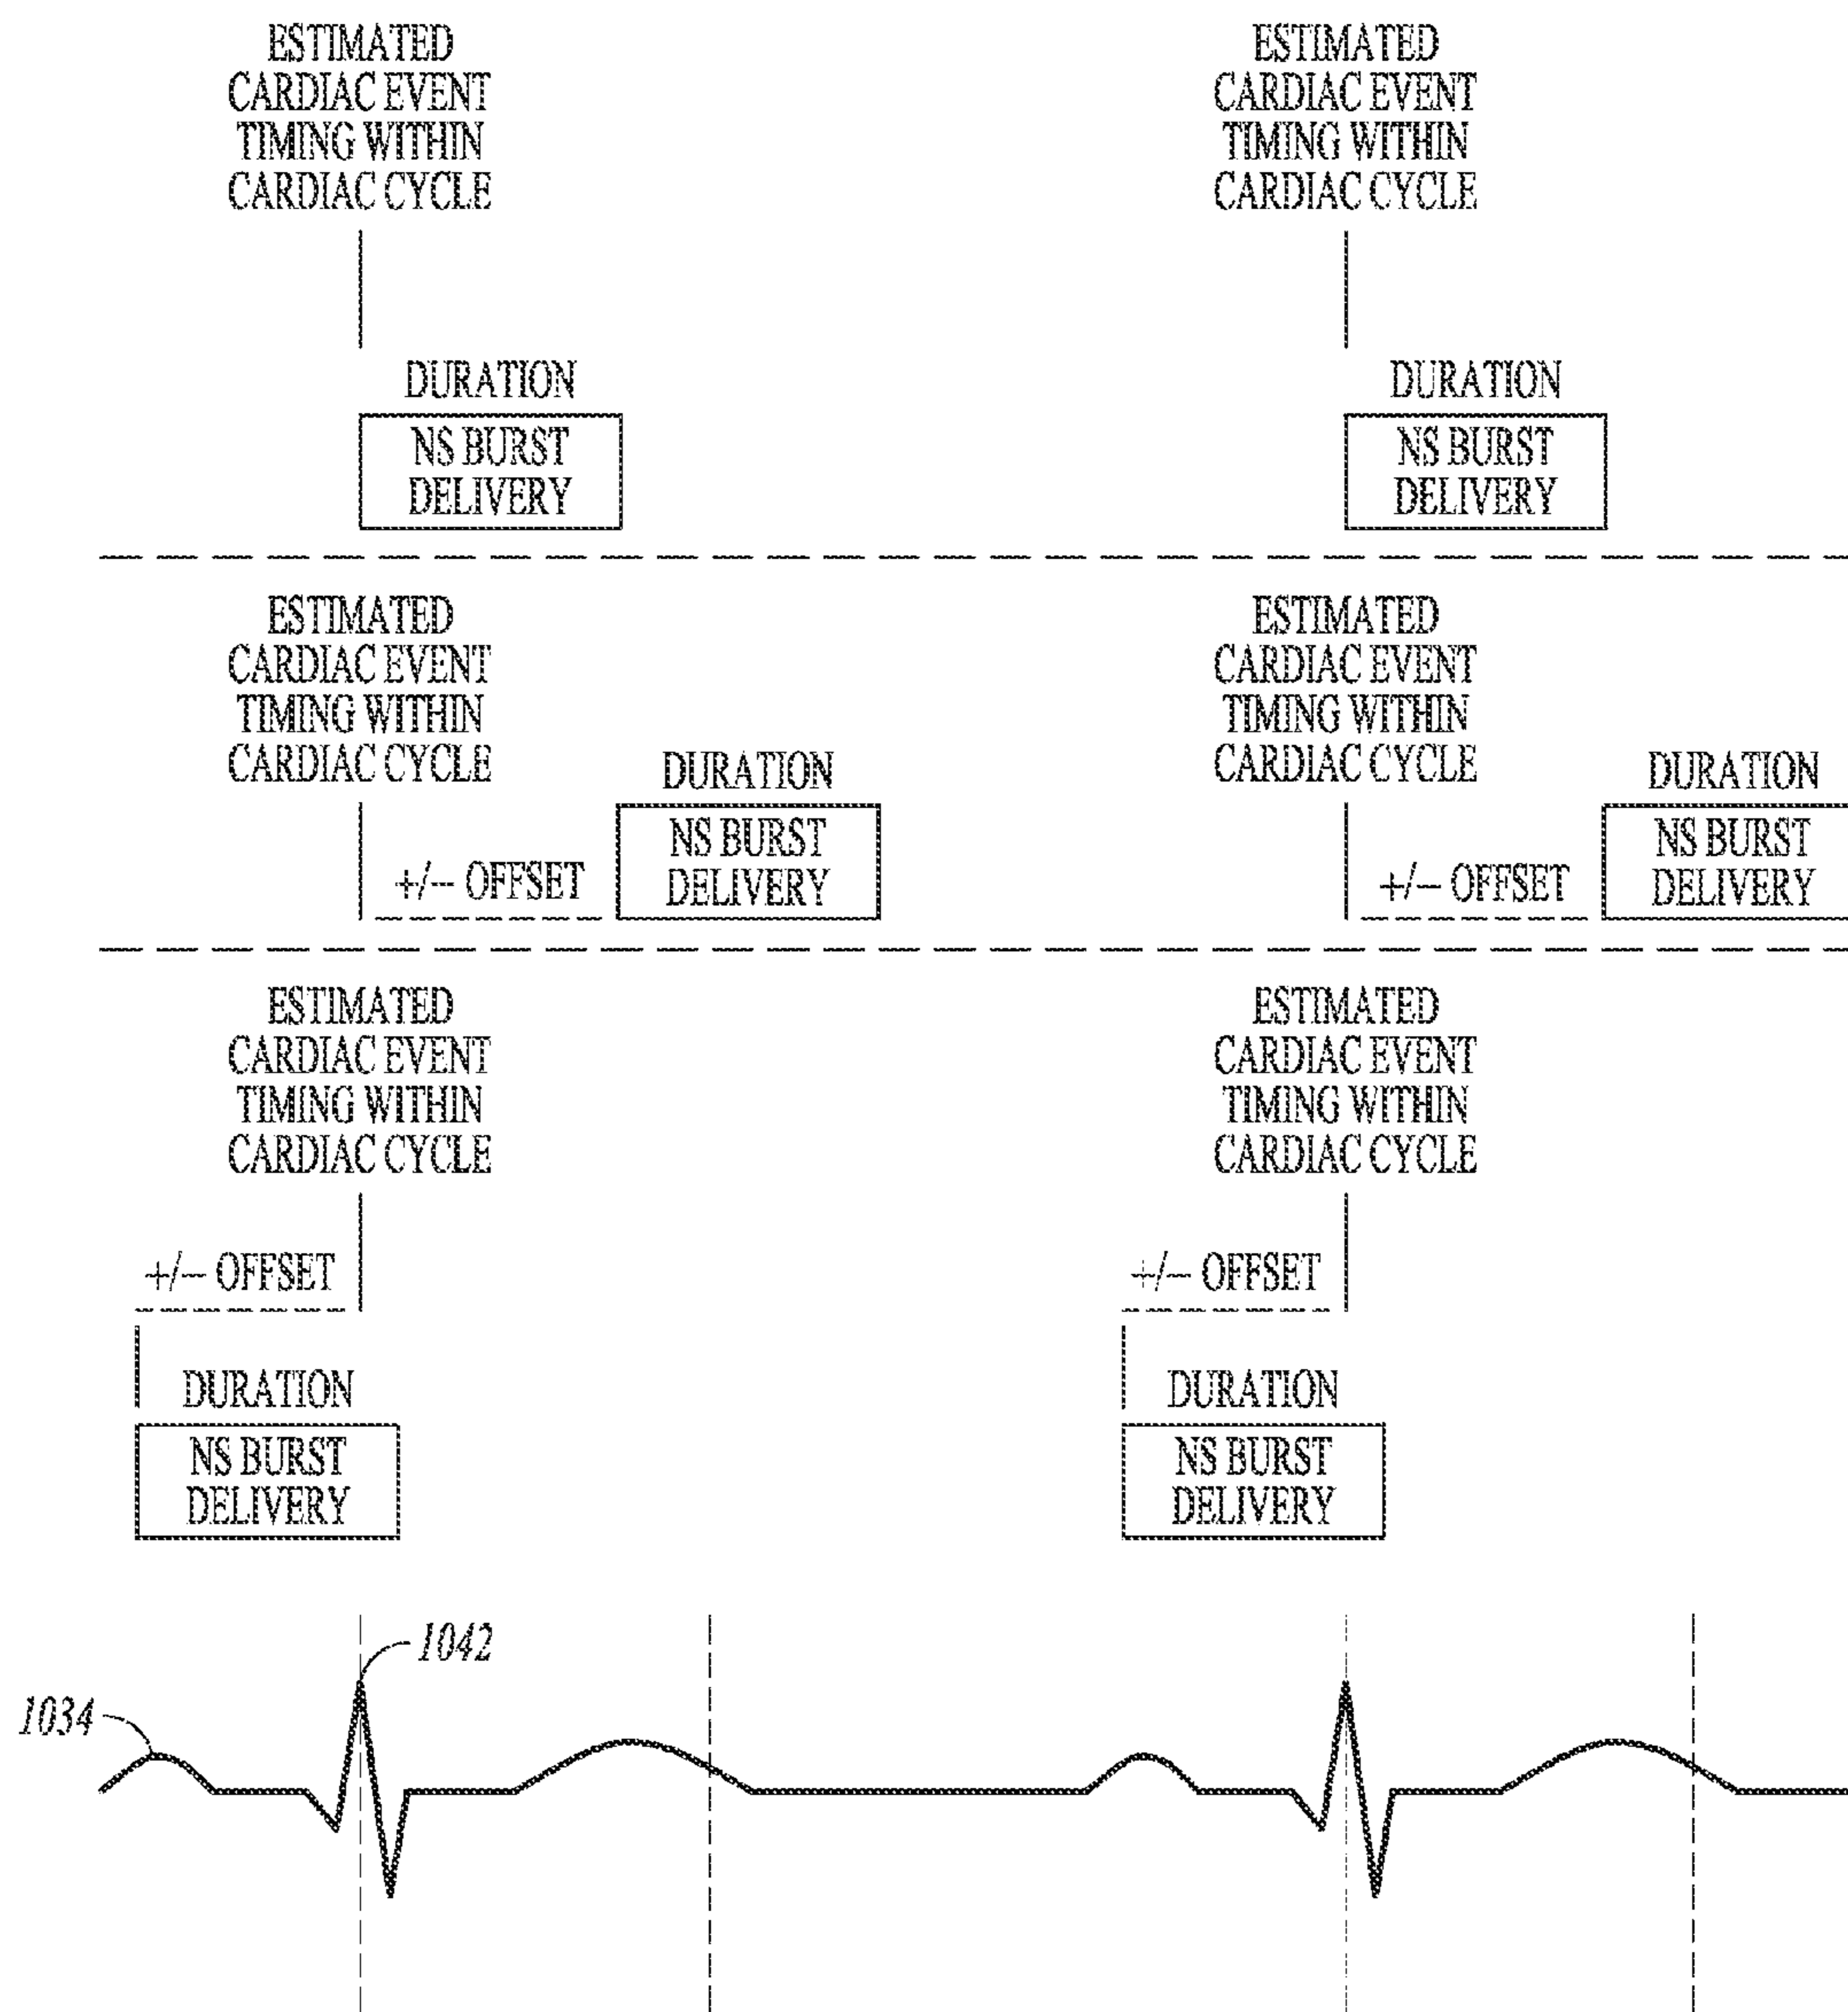 ESTIMATED
CARDIAC EVENT
TIMING WITHIN
CARDIAC CYCLE
DURATION
NS BURST
DELIVERY
ESTIMATED
CARDIAC EVENT
TIMING WITHIN
CARDIAC CYCLE
DURATION
NS BURST
DELIVERY
ESTIMATED
CARDIAC EVENT
TIMING WITHIN
CARDIAC CYCLE
+/-- OFFSET
DURATION
NS BURST
DELIVERY
ESTIMATED
CARDIAC EVENT
TIMING WITHIN
CARDIAC CYCLE
+/-- OFFSET
DURATION
NS BURST
DELIVERY
ESTIMATED
CARDIAC EVENT
TIMING WITHIN
CARDIAC CYCLE
+/-- OFFSET
DURATION
NS BURST
DELIVERY
ESTIMATED
CARDIAC EVENT
TIMING WITHIN
CARDIAC CYCLE
+/-- OFFSET
DURATION
NS BURST
DELIVERY
1042
1034